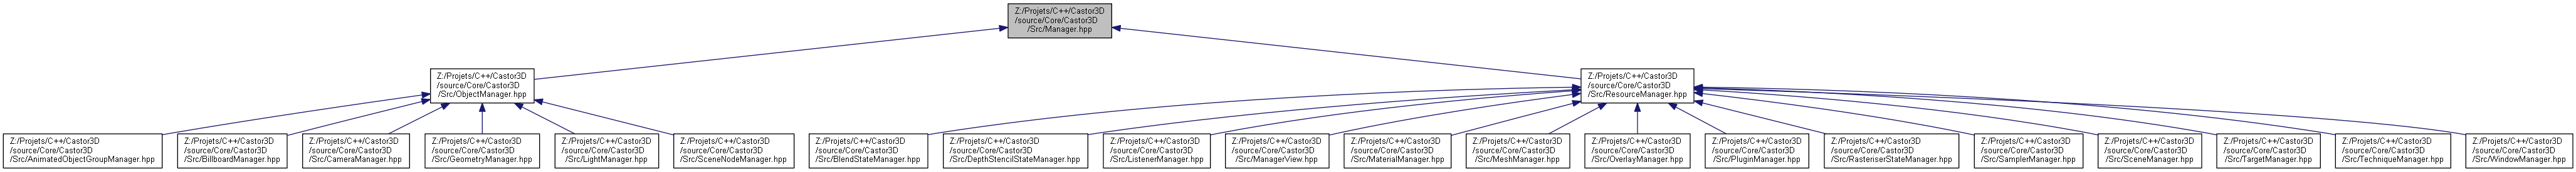 Z:/Projets/C++/Castor3D
/source/Core/Castor3D
/Src/Manager.hpp
Z:/Projets/C++/Castor3D
/source/Core/Castor3D
/Src/ObjectManager.hpp
Z:/Projets/C++/Castor3D
/source/Core/Castor3D
/Src/ResourceManager.hpp
Z:/Projets/C++/Castor3D
/source/Core/Castor3D
/Src/AnimatedObjectGroupManager.hpp
Z:/Projets/C++/Castor3D
/source/Core/Castor3D
/Src/BillboardManager.hpp
Z:/Projets/C++/Castor3D
/source/Core/Castor3D
/Src/CameraManager.hpp
Z:/Projets/C++/Castor3D
/source/Core/Castor3D
/Src/GeometryManager.hpp
Z:/Projets/C++/Castor3D
/source/Core/Castor3D
/Src/LightManager.hpp
Z:/Projets/C++/Castor3D
/source/Core/Castor3D
/Src/SceneNodeManager.hpp
Z:/Projets/C++/Castor3D
/source/Core/Castor3D
/Src/BlendStateManager.hpp
Z:/Projets/C++/Castor3D
/source/Core/Castor3D
/Src/DepthStencilStateManager.hpp
Z:/Projets/C++/Castor3D
/source/Core/Castor3D
/Src/ListenerManager.hpp
Z:/Projets/C++/Castor3D
/source/Core/Castor3D
/Src/ManagerView.hpp
Z:/Projets/C++/Castor3D
/source/Core/Castor3D
/Src/MaterialManager.hpp
Z:/Projets/C++/Castor3D
/source/Core/Castor3D
/Src/MeshManager.hpp
Z:/Projets/C++/Castor3D
/source/Core/Castor3D
/Src/OverlayManager.hpp
Z:/Projets/C++/Castor3D
/source/Core/Castor3D
/Src/PluginManager.hpp
Z:/Projets/C++/Castor3D
/source/Core/Castor3D
/Src/RasteriserStateManager.hpp
Z:/Projets/C++/Castor3D
/source/Core/Castor3D
/Src/SamplerManager.hpp
Z:/Projets/C++/Castor3D
/source/Core/Castor3D
/Src/SceneManager.hpp
Z:/Projets/C++/Castor3D
/source/Core/Castor3D
/Src/TargetManager.hpp
Z:/Projets/C++/Castor3D
/source/Core/Castor3D
/Src/TechniqueManager.hpp
Z:/Projets/C++/Castor3D
/source/Core/Castor3D
/Src/WindowManager.hpp